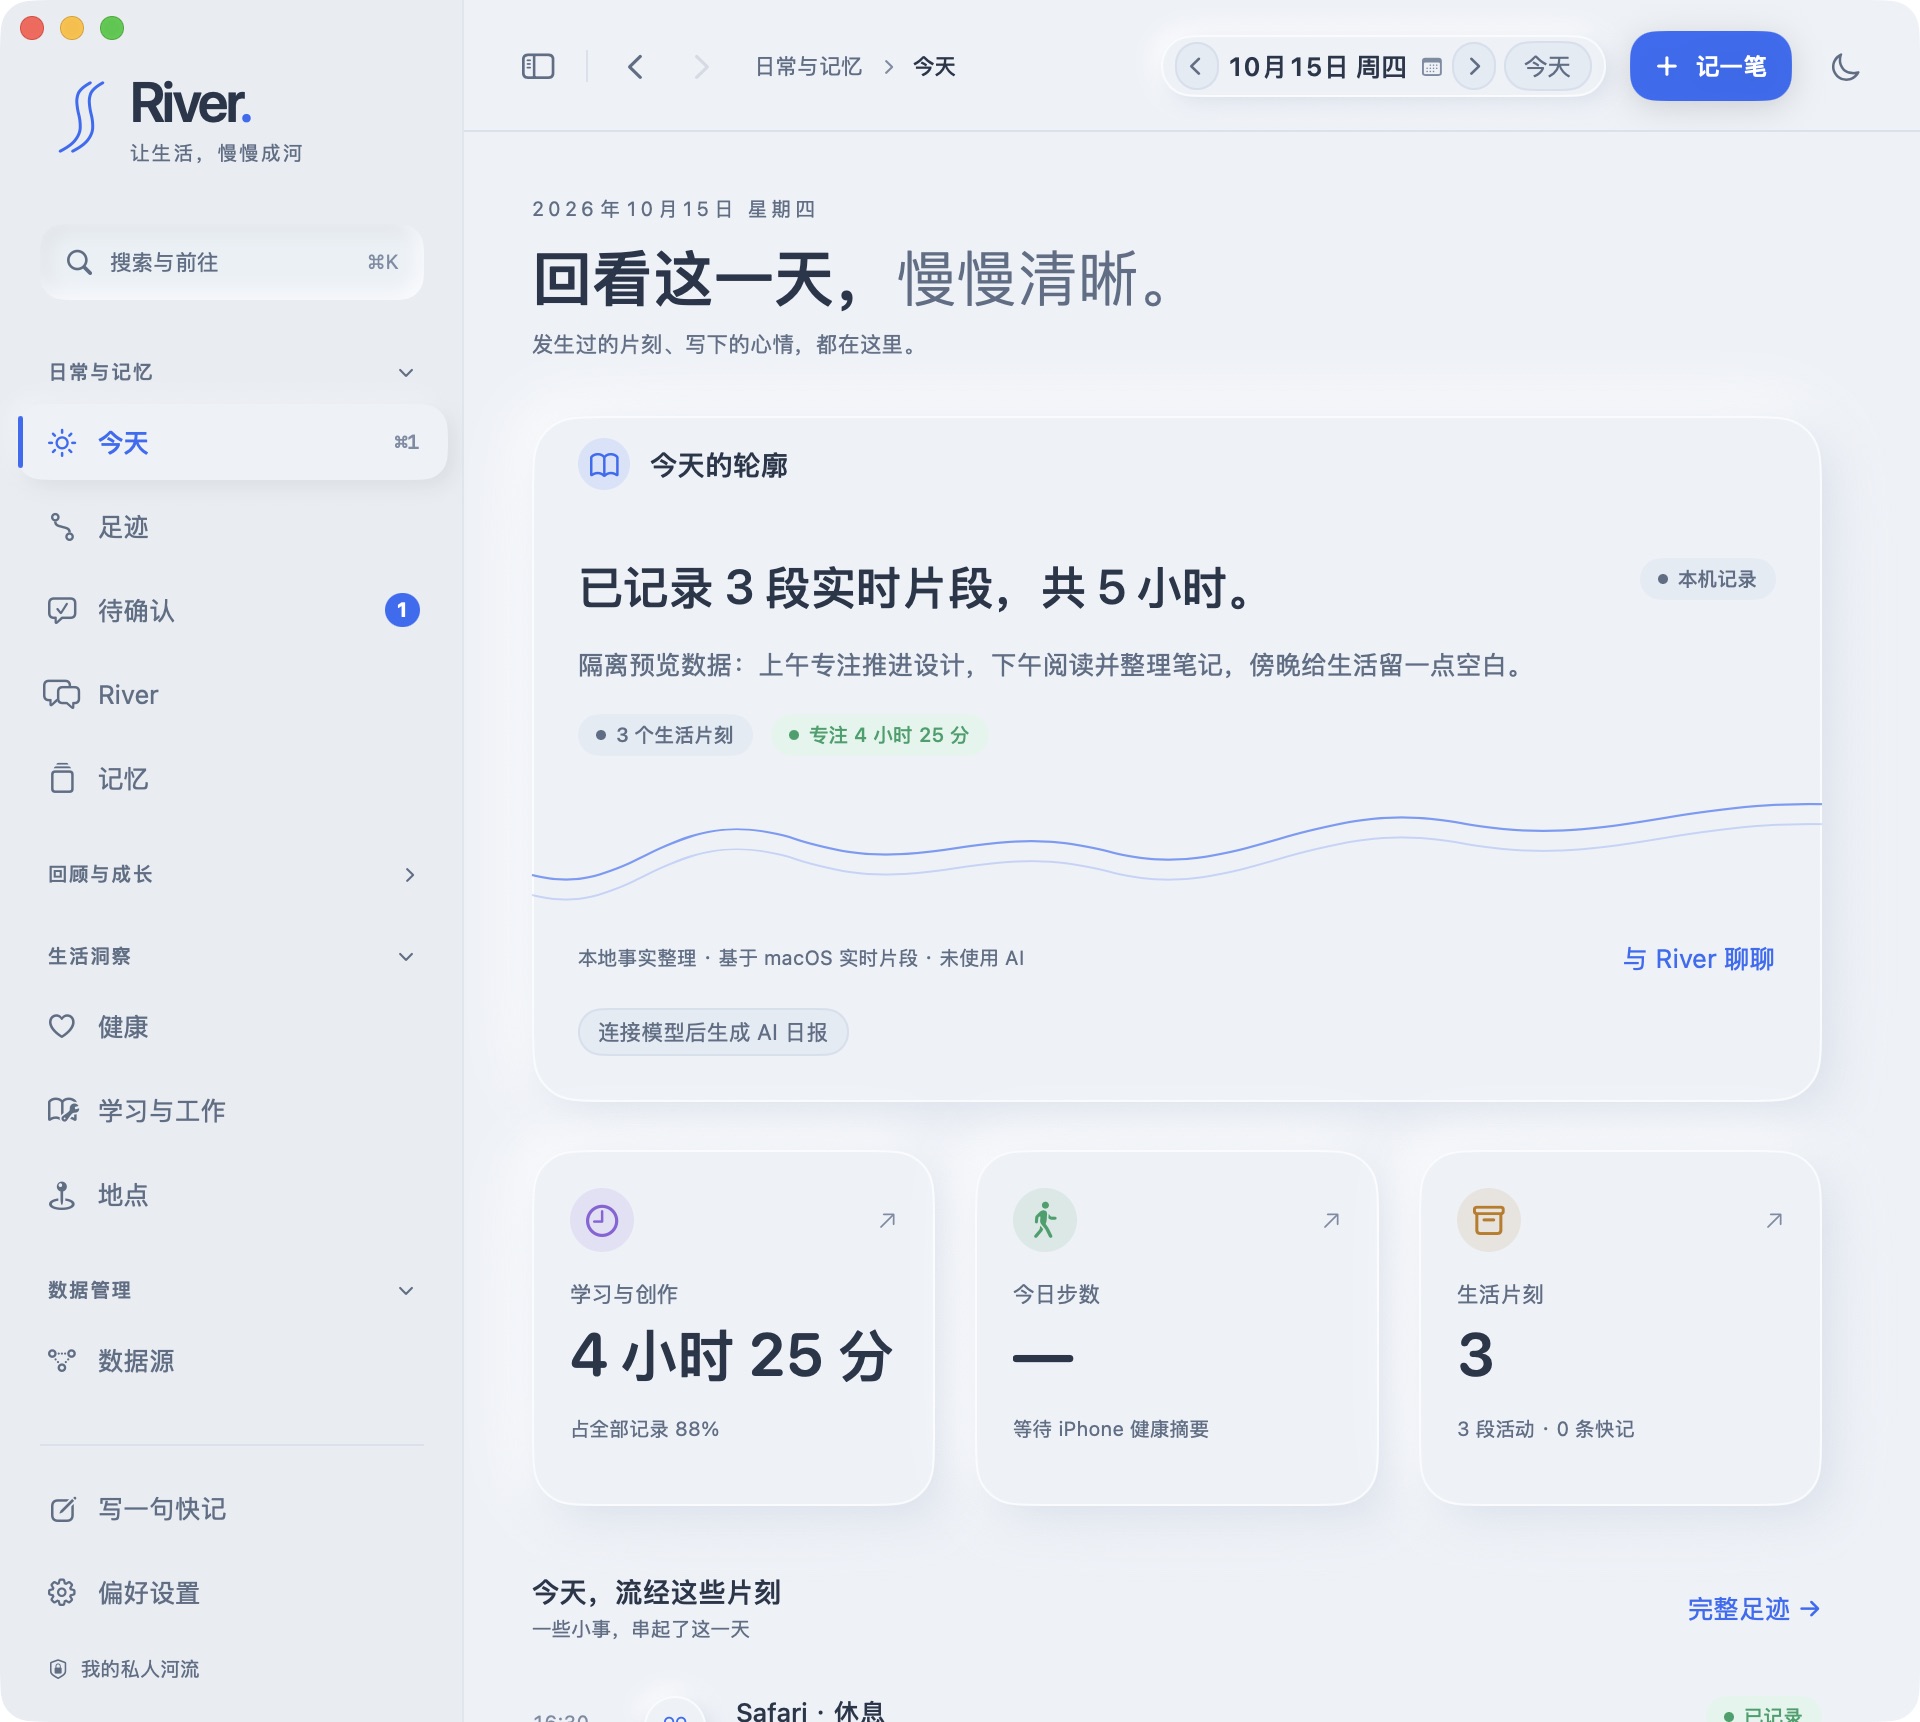 River.
让生活，慢慢成河
搜索与前往 ⌘K
日常与记忆
今天 ⌘1
足迹
待确认 1
River
记忆
回顾与成长
生活洞察
健康
学习与工作
地点
数据管理
数据源
写一句快记
偏好设置
我的私人河流
日常与记忆 > 今天
10月15日 周四 今天
+ 记一笔
2026年10月15日 星期四
回看这一天，慢慢清晰。
发生过的片刻、写下的心情，都在这里。
今天的轮廓
已记录 3 段实时片段，共 5 小时。
本机记录
隔离预览数据：上午专注推进设计，下午阅读并整理笔记，傍晚给生活留一点空白。
3 个生活片刻
专注 4 小时 25 分
本地事实整理 · 基于 macOS 实时片段 · 未使用 AI
与 River 聊聊
连接模型后生成 AI 日报
学习与创作
4 小时 25 分
占全部记录 88%
今日步数
—
等待 iPhone 健康摘要
生活片刻
3
3 段活动 · 0 条快记
今天，流经这些片刻
一些小事，串起了这一天
完整足迹 →
16:30
Safari · 休息
已记录